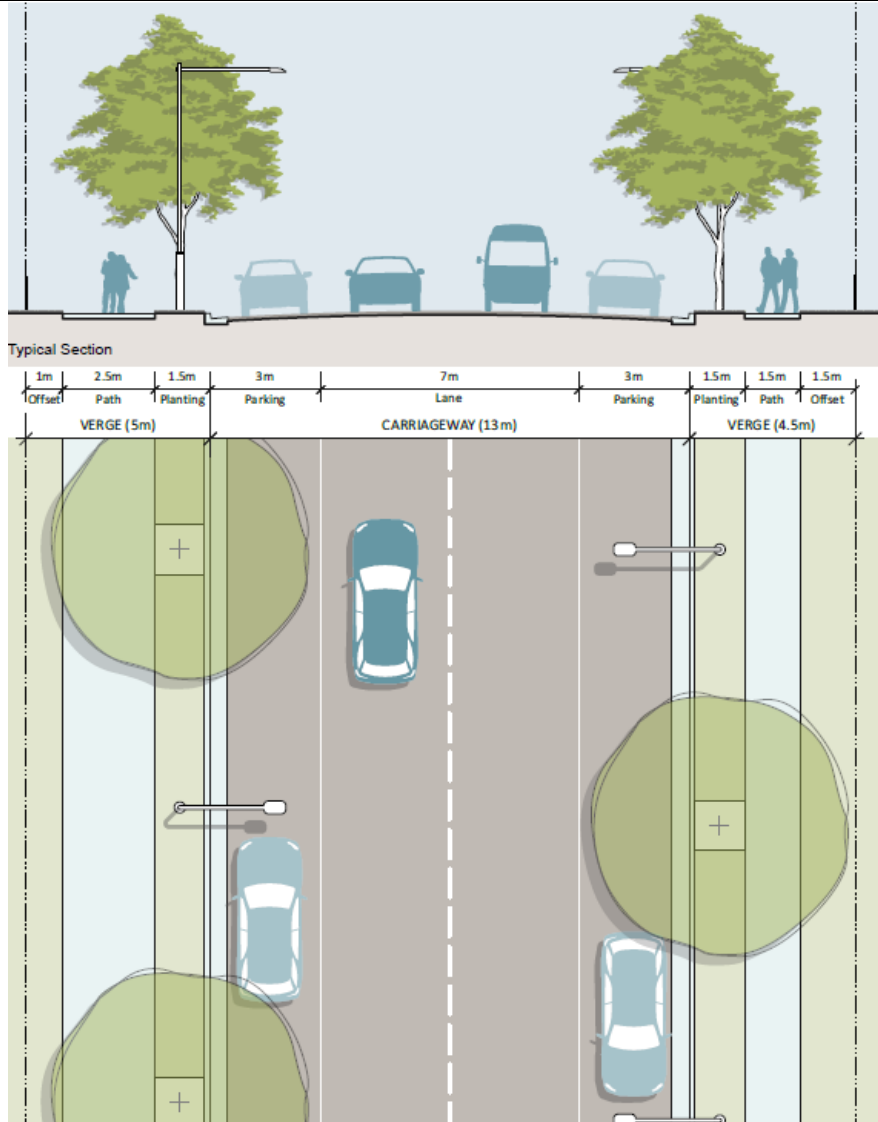 Typical Section
1m 2.5m 1.5m 3m 7m 3m 1.5m 1.5m 1.5m
Offset Path Planting Parking Lane Parking Planting Path Offset
VERGE (5m) CARRIAGEWAY (13m) VERGE (4.5m)